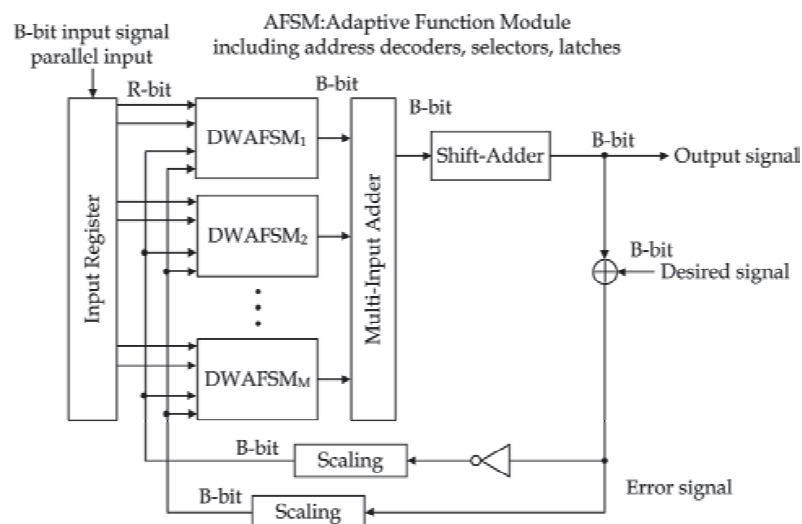 AFSM:Adaptive Function Module
including address decoders, selectors, latches
B-bit input signal
parallel input
R-bit
B-bit
B-bit
Input Register
DWAFSM₁
DWAFSM₂
DWAFSMM
Multi-Input Adder
Shift-Adder
B-bit
Output signal
B-bit
Desired signal
B-bit
Scaling
B-bit
Scaling
Error signal